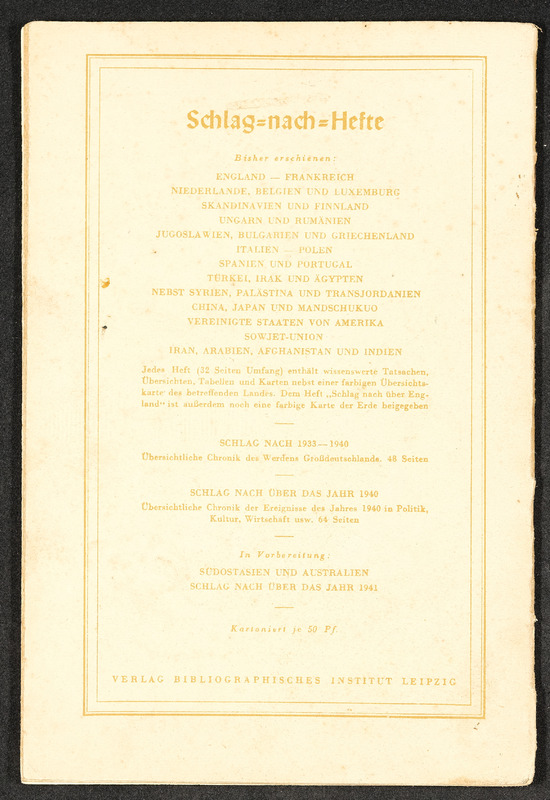 Schlag=nach=Hefte
Bisher erschienen:
ENGLAND — FRANKREICH
NIEDERLANDE, BELGIEN UND LUXEMBURG
SKANDINAVIEN UND FINNLAND
UNGARN UND RUMÄNIEN
JUGOSLAWIEN, BULGARIEN UND GRIECHENLAND
ITALIEN — POLEN
SPANIEN UND PORTUGAL
TÜRKEI, IRAK UND ÄGYPTEN
NEBST SYRIEN, PALÄSTINA UND TRANSJORDANIEN
CHINA, JAPAN UND MANDSCHUKUO
VEREINIGTE STAATEN VON AMERIKA
SOWJET-UNION
IRAN, ARABIEN, AFGHANISTAN UND INDIEN
Jedes Heft (32 Seiten Umfang) enthält wissenswerte Tatsachen,
Übersichten, Tabellen und Karten nebst einer farbigen Übersichts-
karte des betreffenden Landes. Dem Heft „Schlag nach über Eng-
land“ ist außerdem noch eine farbige Karte der Erde beigegeben
SCHLAG NACH 1933—1940
Übersichtliche Chronik des Werdens Großdeutschlands. 48 Seiten
SCHLAG NACH ÜBER DAS JAHR 1940
Übersichtliche Chronik der Ereignisse des Jahres 1940 in Politik,
Kultur, Wirtschaft usw. 64 Seiten
In Vorbereitung:
SÜDOSTASIEN UND AUSTRALIEN
SCHLAG NACH ÜBER DAS JAHR 1941
Kartoniert je 50 Pf.
VERLAG BIBLIOGRAPHISCHES INSTITUT LEIPZIG